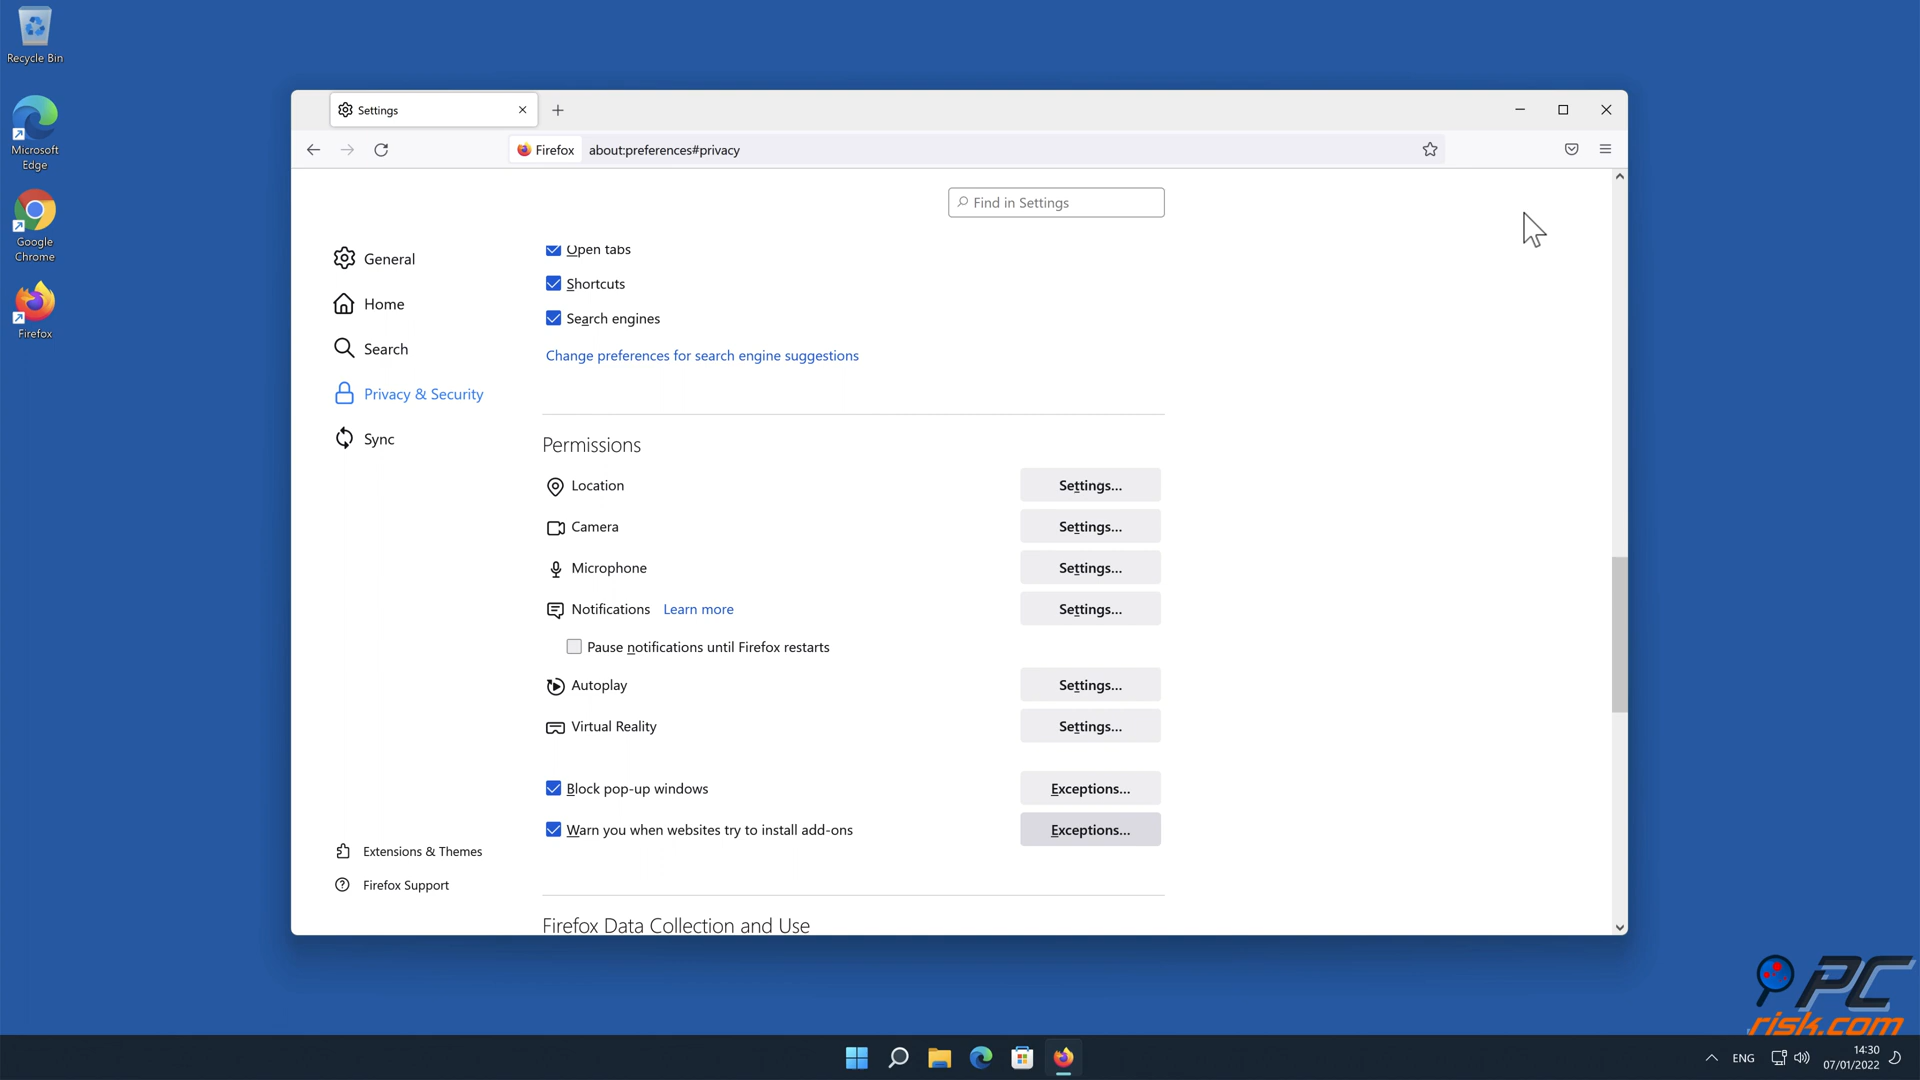 Recycle Bin
Microsoft
Edge
Google
Chrome
Firefox
Settings
Firefox
about:preferences#privacy
Find in Settings
General
Home
Search
Privacy & Security
Sync
Extensions & Themes
Firefox Support
Open tabs
Shortcuts
Search engines
Change preferences for search engine suggestions
Permissions
Location Settings...
Camera Settings...
Microphone Settings...
Notifications Learn more Settings...
Pause notifications until Firefox restarts
Autoplay Settings...
Virtual Reality Settings...
Block pop-up windows Exceptions...
Warn you when websites try to install add-ons Exceptions...
Firefox Data Collection and Use
PC
risk.com
ENG
14:30
07/01/2022